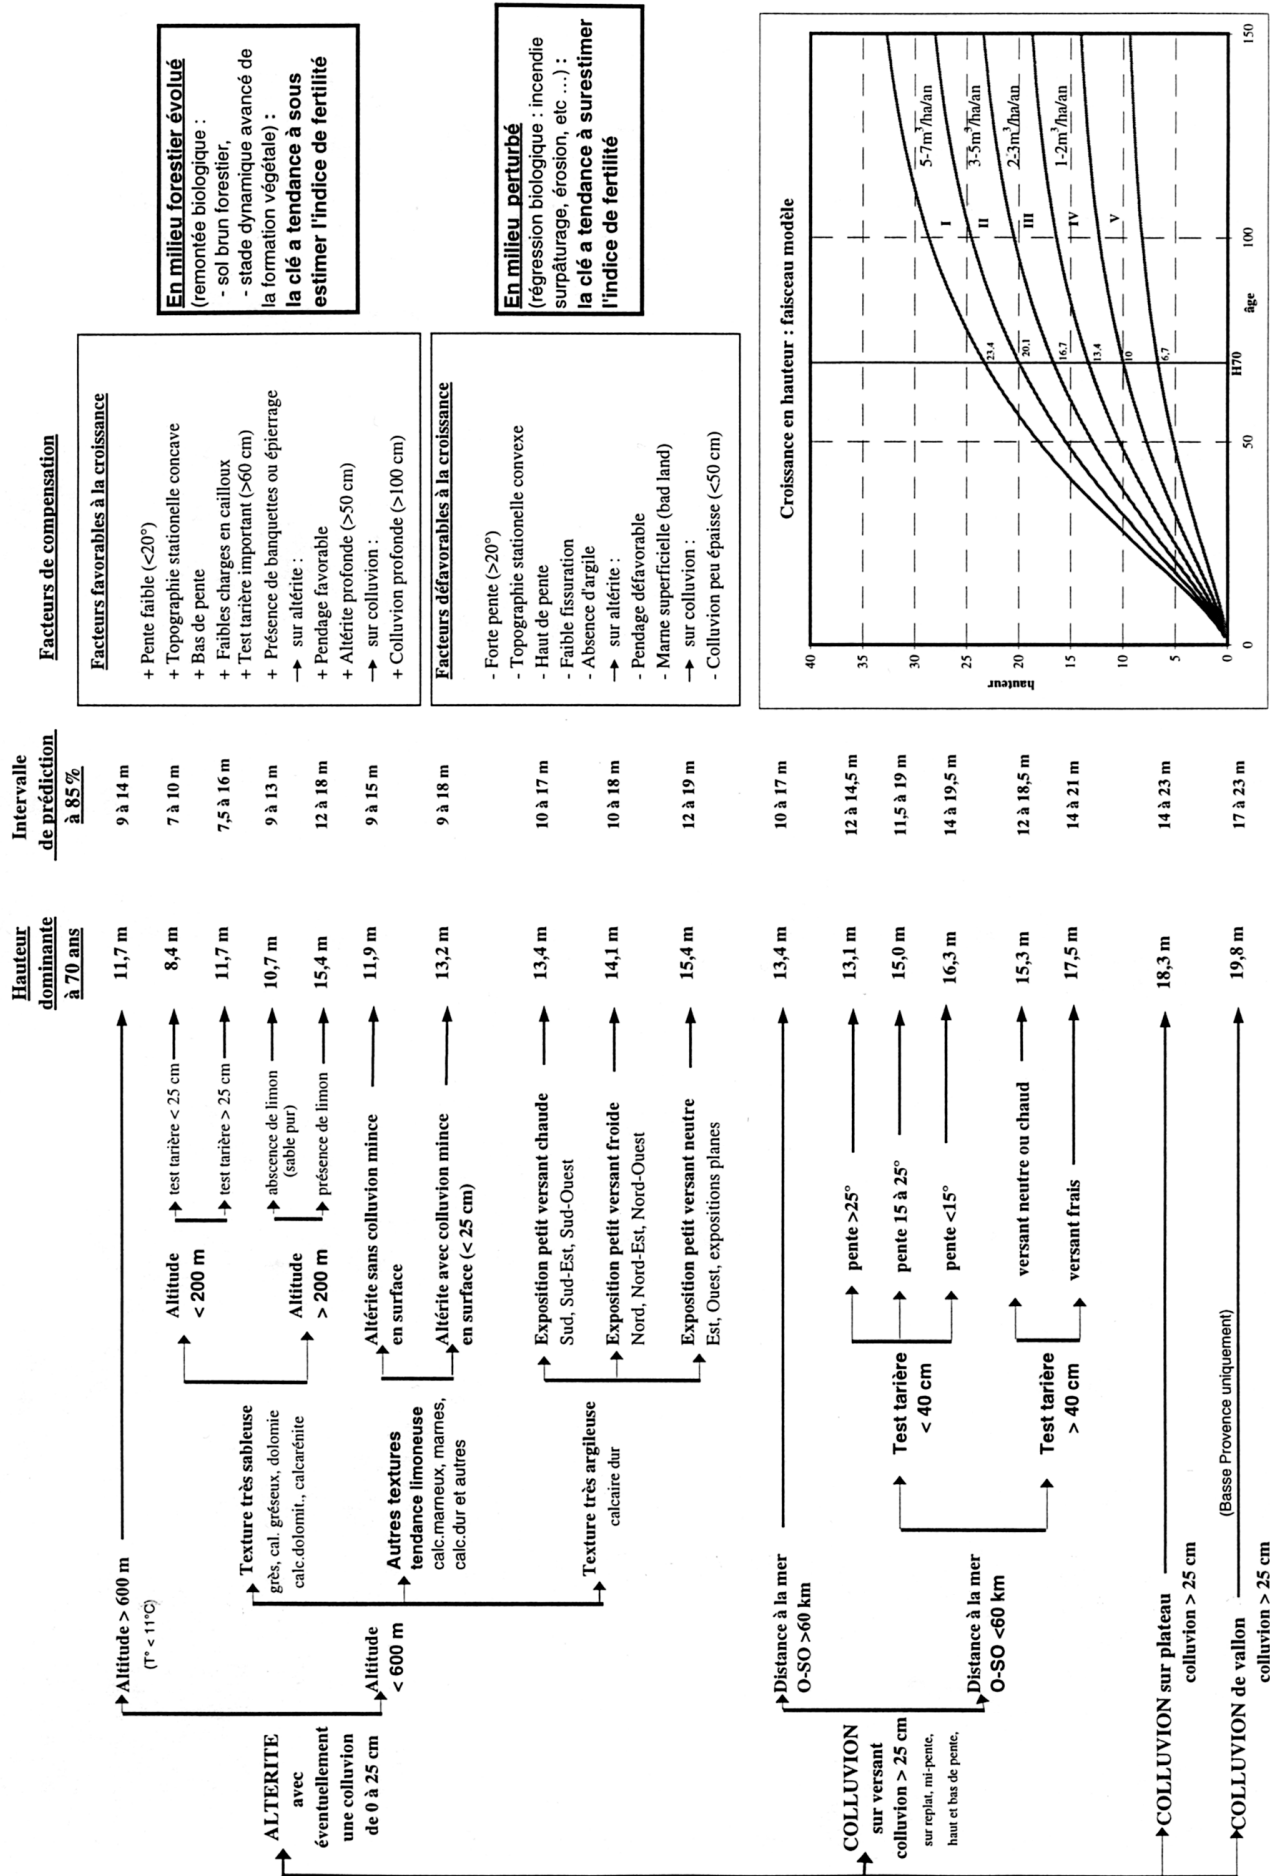 ALTERITE
avec
éventuellement
une colluvion
de 0 à 25 cm
Altitude > 600 m
(T° < 11°C)
Altitude
< 600 m
Texture très sableuse
grès, cal. gréseux, dolomie
calc.dolomit., calcarénite
Altitude
< 200 m
test tarière < 25 cm
test tarière > 25 cm
Altitude
> 200 m
abscence de limon
(sable pur)
présence de limon
Autres textures
tendance limoneuse
calc.marneux, marnes,
calc.dur et autres
Altérite sans colluvion mince
en surface
Altérite avec colluvion mince
en surface (< 25 cm)
Texture très argileuse
calcaire dur
Exposition petit versant chaude
Sud, Sud-Est, Sud-Ouest
Exposition petit versant froide
Nord, Nord-Est, Nord-Ouest
Exposition petit versant neutre
Est, Ouest, expositions planes
COLLUVION
sur versant
colluvion > 25 cm
sur replat, mi-pente,
haut et bas de pente,
Distance à la mer
O-SO >60 km
Distance à la mer
O-SO <60 km
Test tarière
< 40 cm
pente >25°
pente 15 à 25°
pente <15°
Test tarière
> 40 cm
versant neutre ou chaud
versant frais
COLLUVION sur plateau
colluvion > 25 cm
COLLUVION de vallon
colluvion > 25 cm
(Basse Provence uniquement)
Hauteur
dominante
à 70 ans
11,7 m
8,4 m
11,7 m
10,7 m
15,4 m
11,9 m
13,2 m
13,4 m
14,1 m
15,4 m
13,4 m
13,1 m
15,0 m
16,3 m
15,3 m
17,5 m
18,3 m
19,8 m
Intervalle
de prédiction
à 85%
9 à 14 m
7 à 10 m
7,5 à 16 m
9 à 13 m
12 à 18 m
9 à 15 m
9 à 18 m
10 à 17 m
10 à 18 m
12 à 19 m
10 à 17 m
12 à 14,5 m
11,5 à 19 m
14 à 19,5 m
12 à 18,5 m
14 à 21 m
14 à 23 m
17 à 23 m
Facteurs de compensation
Facteurs favorables à la croissance
+ Pente faible (<20°)
+ Topographie stationelle concave
+ Bas de pente
+ Faibles charges en cailloux
+ Test tarière important (>60 cm)
+ Présence de banquettes ou épierrage
→ sur altérite :
+ Pendage favorable
+ Altérite profonde (>50 cm)
→ sur colluvion :
+ Colluvion profonde (>100 cm)
Facteurs défavorables à la croissance
- Forte pente (>20°)
- Topographie stationelle convexe
- Haut de pente
- Faible fissuration
- Absence d'argile
→ sur altérite :
- Pendage défavorable
- Marne superficielle (bad land)
→ sur colluvion :
- Colluvion peu épaisse (<50 cm)
En milieu forestier évolué
(remontée biologique :
- sol brun forestier,
- stade dynamique avancé de
la formation végétale) :
la clé a tendance à sous
estimer l'indice de fertilité
En milieu perturbé
(régression biologique : incendie
surpâturage, érosion, etc ...) :
la clé a tendance à surestimer
l'indice de fertilité
Croissance en hauteur : faisceau modèle
hauteur
40
35
30
25
20
15
10
5
0
0
50
H70
âge
100
150
23,4
20,1
16,7
13,4
10
6,7
I
II
III
IV
V
5-7m³/ha/an
3-5m³/ha/an
2-3m³/ha/an
1-2m³/ha/an